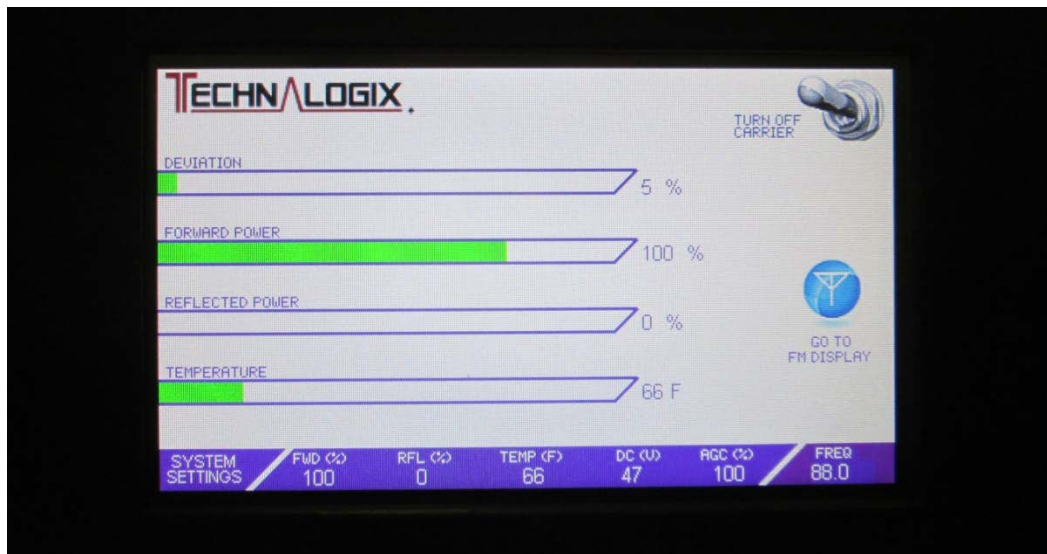 TECHNALOGIX
TURN OFF
CARRIER
DEVIATION
5 %
FORWARD POWER
100 %
REFLECTED POWER
0 %
GO TO
FM DISPLAY
TEMPERATURE
66 F
SYSTEM
SETTINGS
FWD (%) RFL (%) TEMP (F) DC (V) AGC (%) FREQ
100 0 66 47 100 88.0